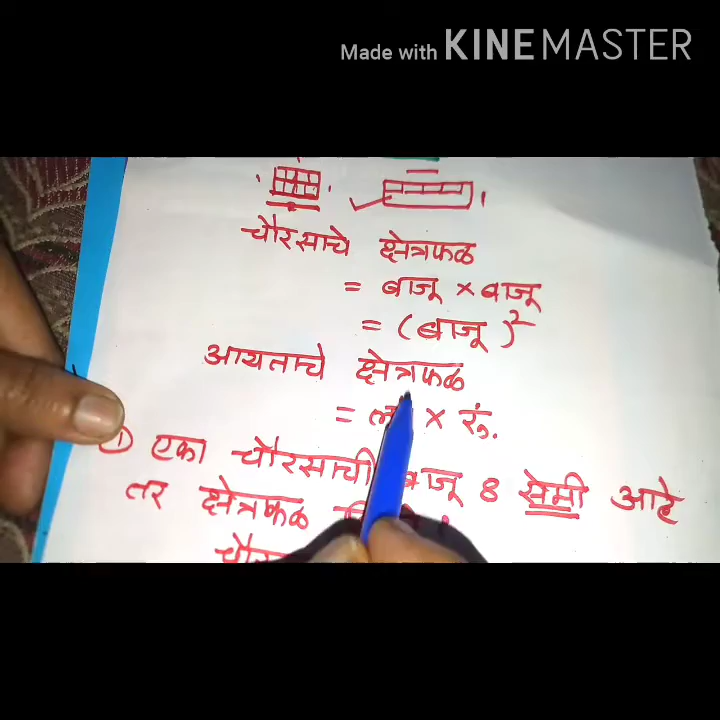 Made with KINEMASTER
चौरसाचे क्षेत्रफळ
= बाजू × बाजू
= (बाजू)²
आयताचे क्षेत्रफळ
= × रुं.
① एका चौरसाची बाजू 8 सेमी आहे
तर क्षेत्रफळ